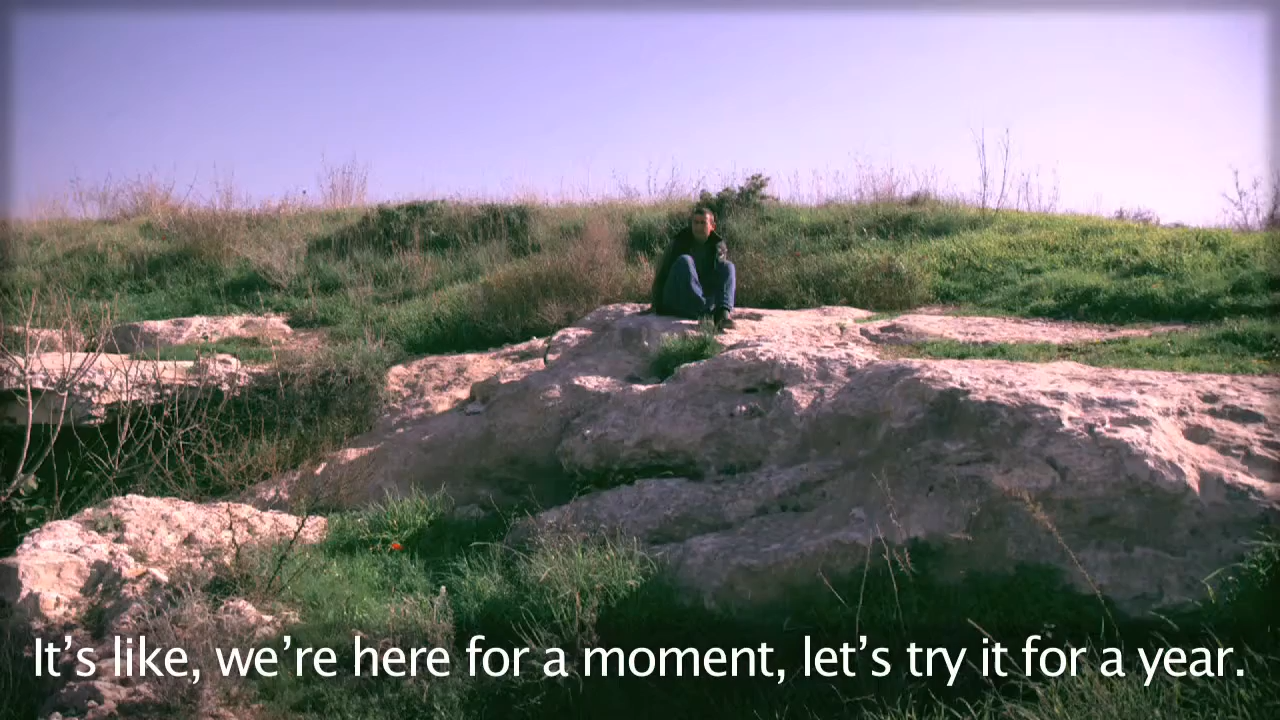 It’s like, we’re here for a moment, let’s try it for a year.